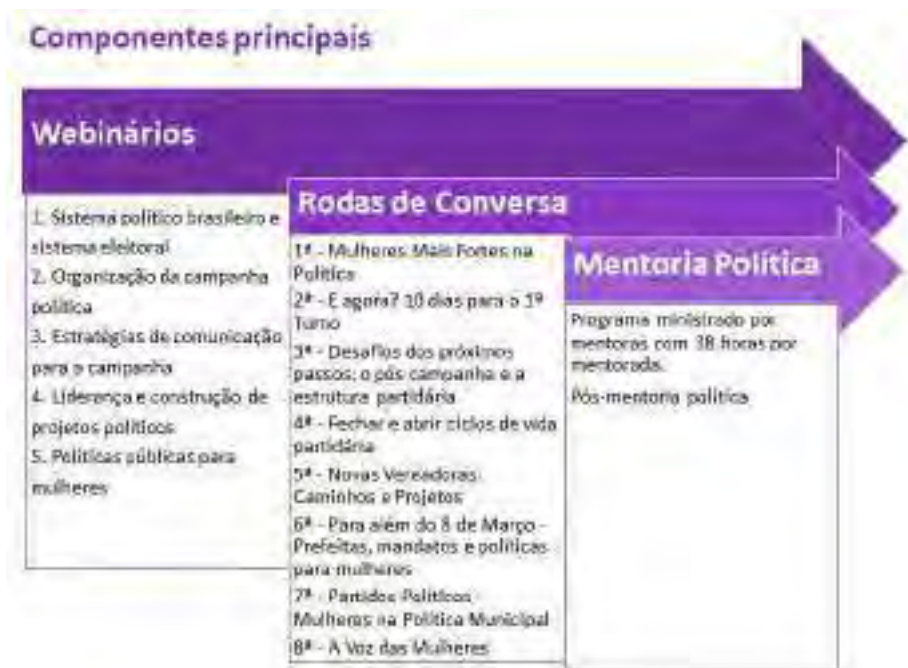 Componentes principais
Webinários
1. Sistema político brasileiro e
sistema eleitoral
2. Organização da campanha
política
3. Estratégias de comunicação
para a campanha
4. Liderança e construção de
projetos políticos
5. Políticas públicas para
mulheres
Rodas de Conversa
1ª - Mulheres Mais Fortes na
Política
2ª - E agora? 10 dias para o 1º
Turno
3ª - Desafios dos próximos
passos: o pós campanha e a
estrutura partidária
4ª - Fechar e abrir ciclos de vida
partidária
5ª - Novas Vereadoras:
Caminhos e Projetos
6ª - Para além do 8 de Março -
Prefeitas, mandatos e políticas
para mulheres
7ª - Partidos Políticos -
Mulheres na Política Municipal
8ª - A Voz das Mulheres
Mentoria Política
Programa ministrado por
mentoras com 38 horas por
mentorada.
Pós-mentoria política